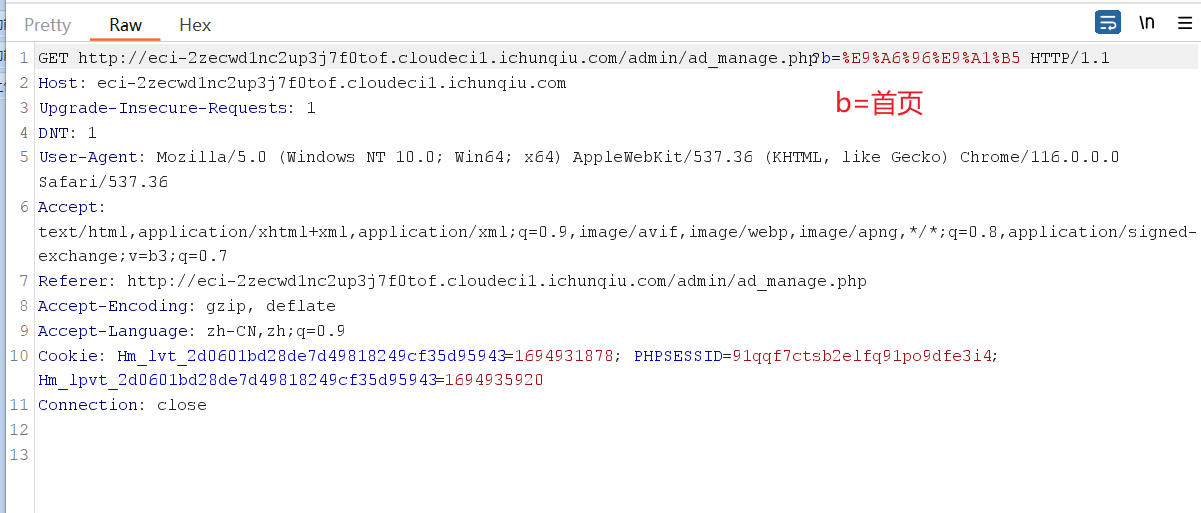 Pretty Raw Hex \n
1 GET http://eci-2zecwd1nc2up3j7f0tof.cloudeci1.ichunqiu.com/admin/ad_manage.php?b=%E9%A6%96%E9%A1%B5 HTTP/1.1
2 Host: eci-2zecwd1nc2up3j7f0tof.cloudeci1.ichunqiu.com
b=首页
3 Upgrade-Insecure-Requests: 1
4 DNT: 1
5 User-Agent: Mozilla/5.0 (Windows NT 10.0; Win64; x64) AppleWebKit/537.36 (KHTML, like Gecko) Chrome/116.0.0.0
Safari/537.36
6 Accept:
text/html,application/xhtml+xml,application/xml;q=0.9,image/avif,image/webp,image/apng,*/*;q=0.8,application/signed-
exchange;v=b3;q=0.7
7 Referer: http://eci-2zecwd1nc2up3j7f0tof.cloudeci1.ichunqiu.com/admin/ad_manage.php
8 Accept-Encoding: gzip, deflate
9 Accept-Language: zh-CN,zh;q=0.9
10 Cookie: Hm_lvt_2d0601bd28de7d49818249cf35d95943=1694931878; PHPSESSID=91qqf7ctsb2elfq91po9dfe3i4;
Hm_lpvt_2d0601bd28de7d49818249cf35d95943=1694935920
11 Connection: close
12
13